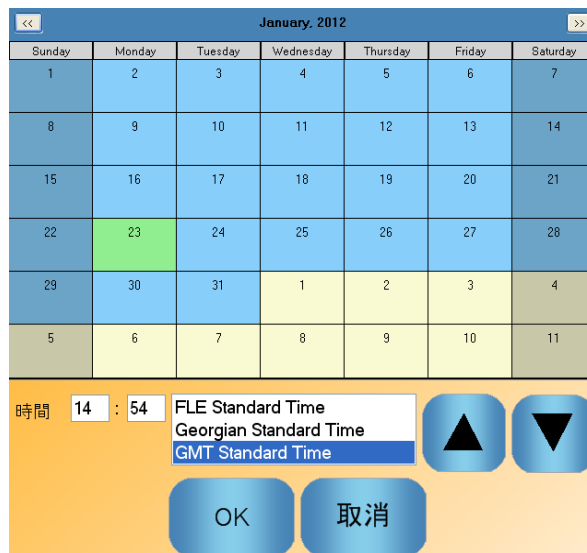 << January, 2012 >>
Sunday Monday Tuesday Wednesday Thursday Friday Saturday
1 2 3 4 5 6 7
8 9 10 11 12 13 14
15 16 17 18 19 20 21
22 23 24 25 26 27 28
29 30 31 1 2 3 4
5 6 7 8 9 10 11
時間 14 : 54
FLE Standard Time
Georgian Standard Time
GMT Standard Time
OK 取消